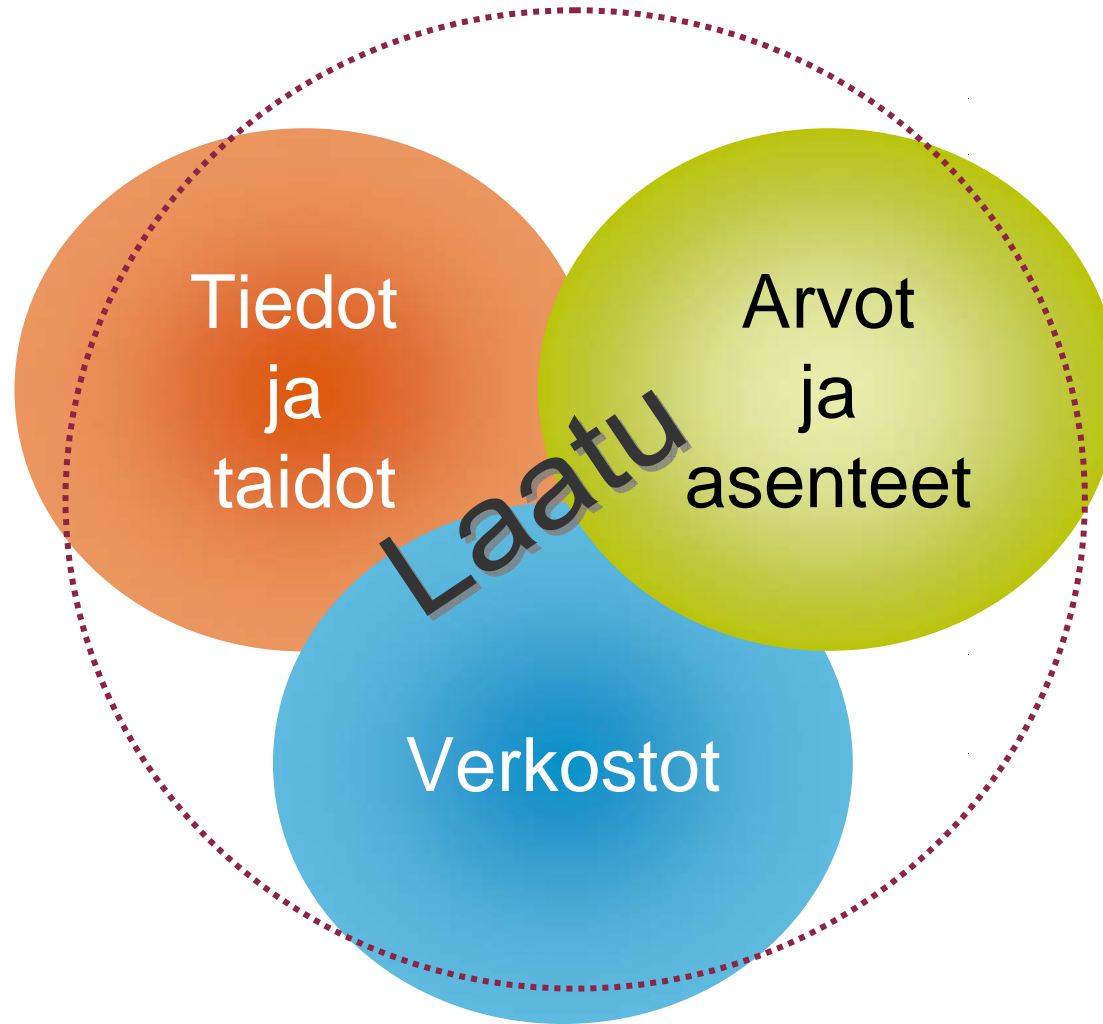 Tiedot
ja
taidot
Arvot
ja
asenteet
Laatu
Verkostot